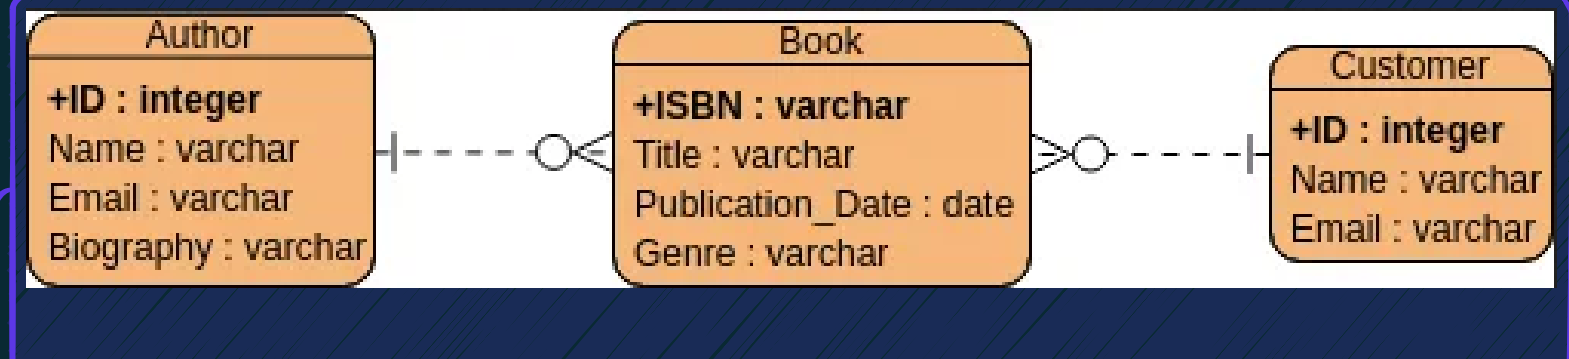 Author
+ID : integer
Name : varchar
Email : varchar
Biography : varchar
Book
+ISBN : varchar
Title : varchar
Publication_Date : date
Genre : varchar
Customer
+ID : integer
Name : varchar
Email : varchar